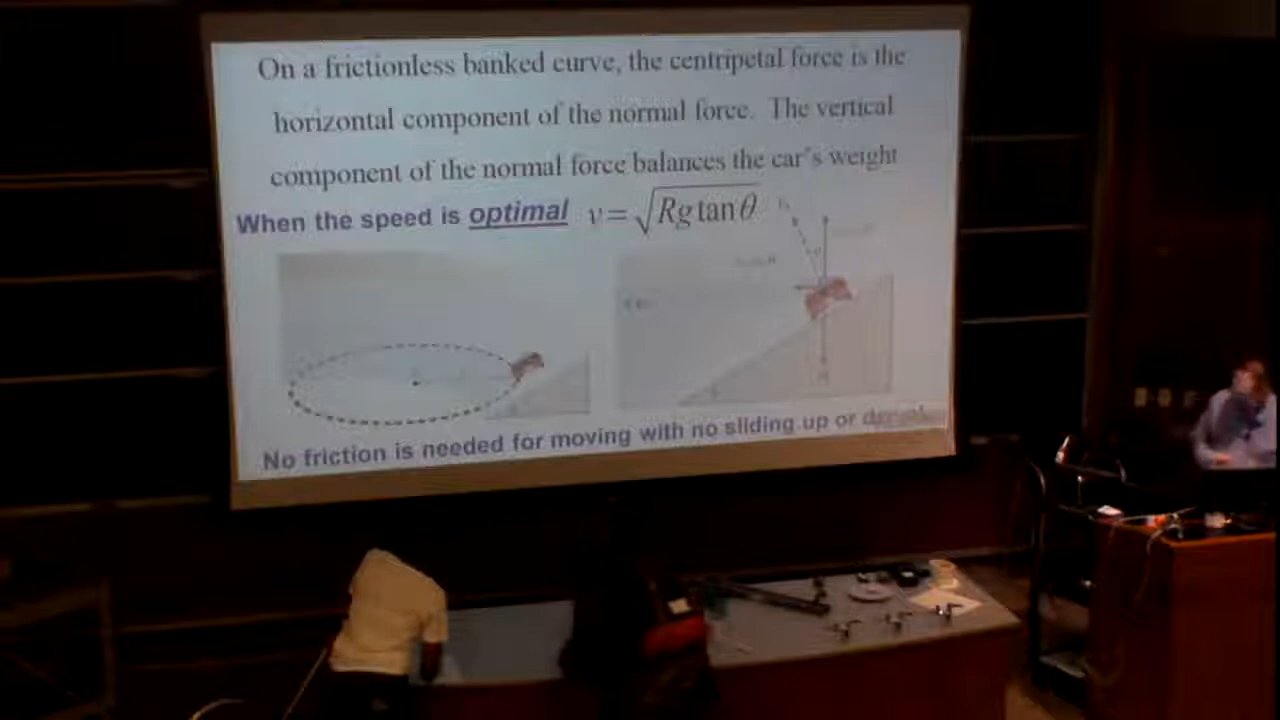 On a frictionless banked curve, the centripetal force is the
horizontal component of the normal force. The vertical
component of the normal force balances the car's weight
When the speed is optimal v = √Rg tan θ
No friction is needed for moving with no sliding up or